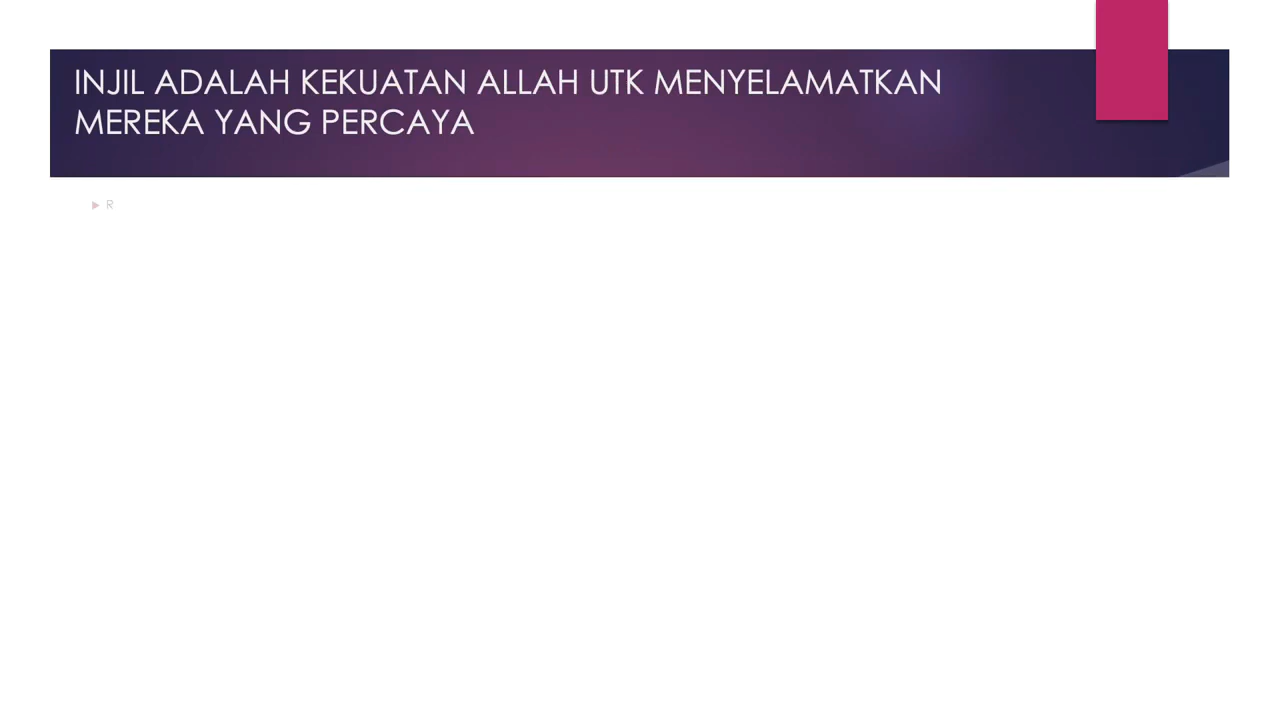 INJIL ADALAH KEKUATAN ALLAH UTK MENYELAMATKAN
MEREKA YANG PERCAYA
R